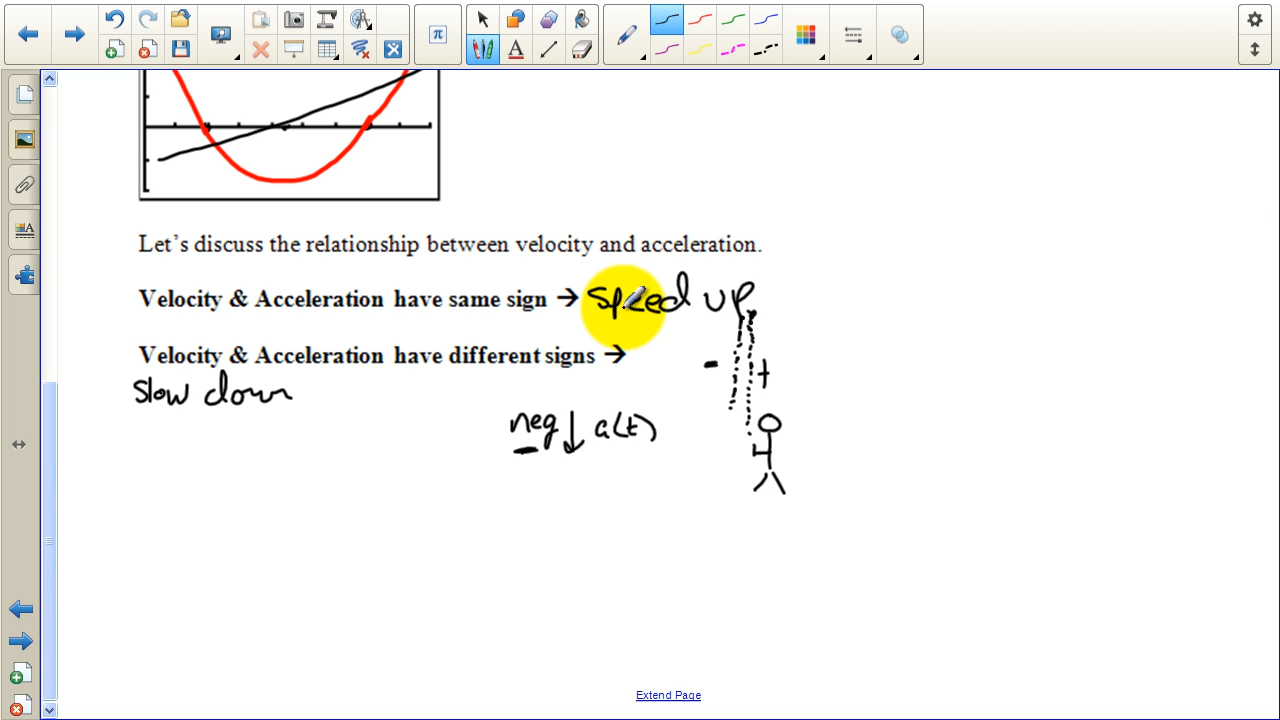 Let's discuss the relationship between velocity and acceleration.
Velocity & Acceleration have same sign → speed up
Velocity & Acceleration have different signs →
- +
slow down
neg ↓ a(t)
Extend Page